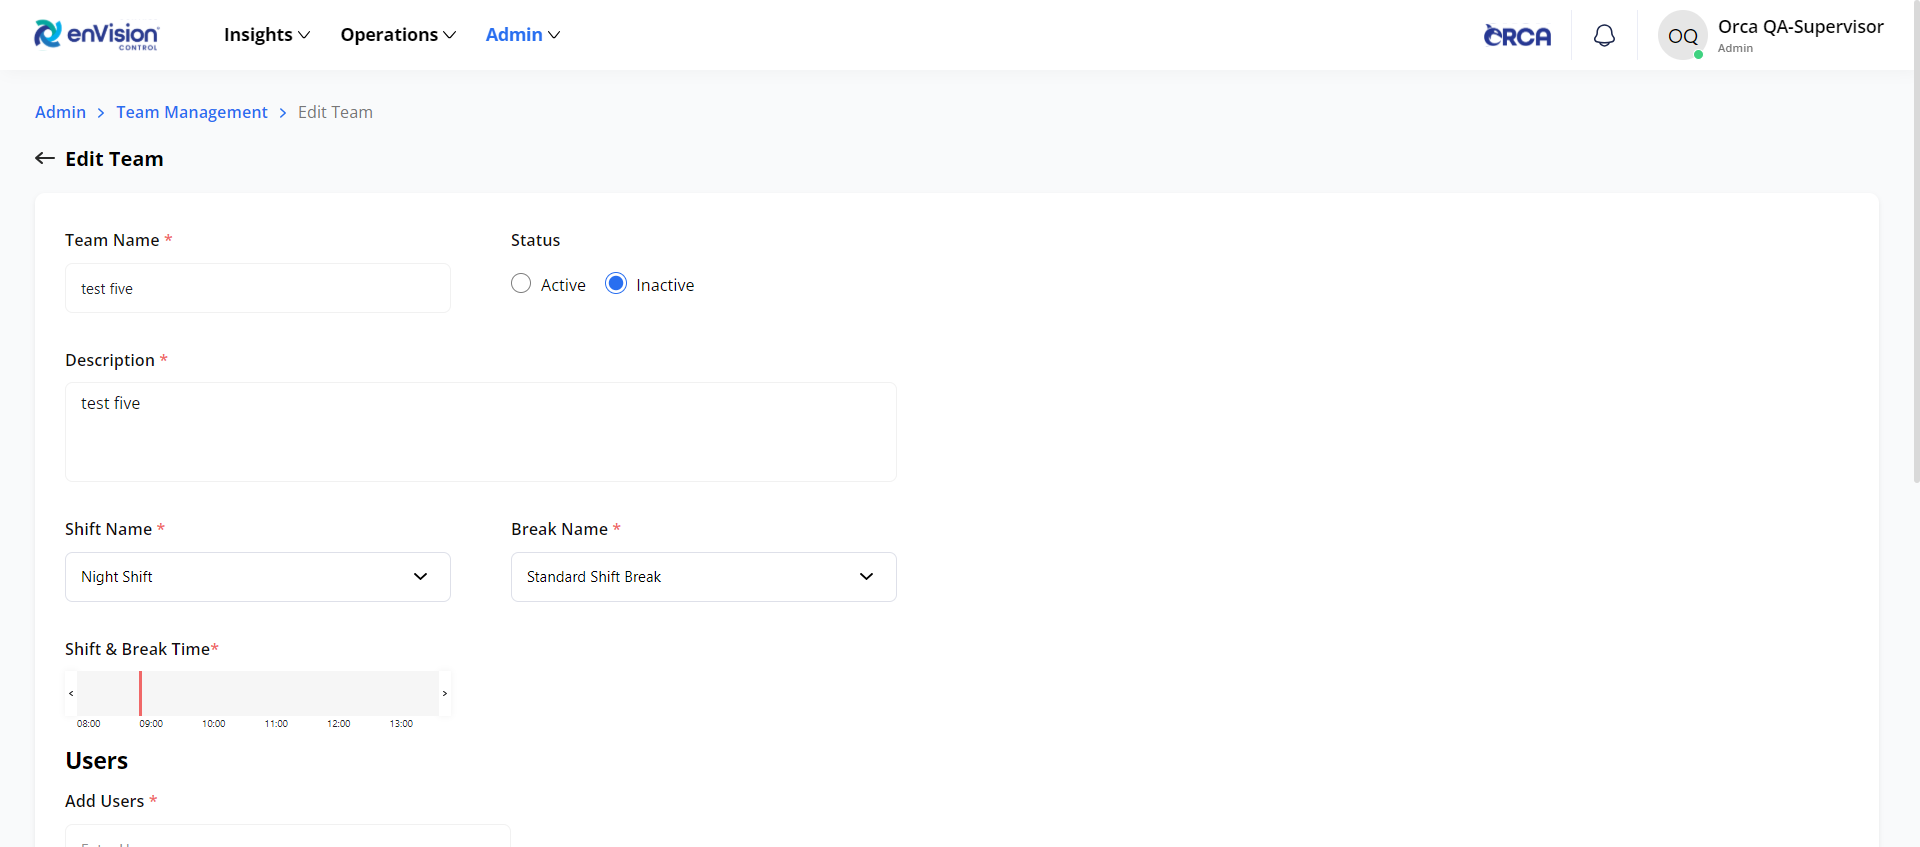 enVision
CONTROL
Insights Operations Admin
ORCA
OQ
Orca QA-Supervisor
Admin
Admin > Team Management > Edit Team
Edit Team
Team Name *
Status
test five
Active Inactive
Description *
test five
Shift Name *
Break Name *
Night Shift
Standard Shift Break
Shift & Break Time*
08:00 09:00 10:00 11:00 12:00 13:00
Users
Add Users *